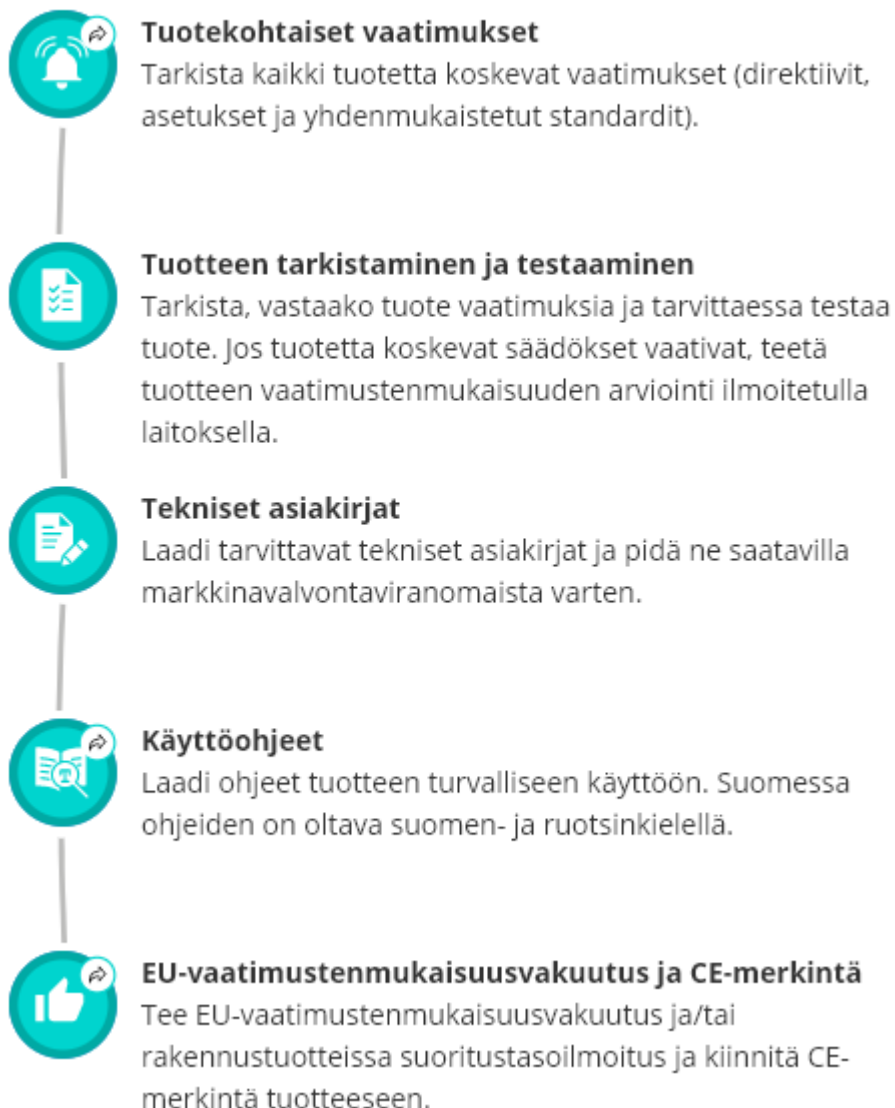 Tuotekohtaiset vaatimukset
Tarkista kaikki tuotetta koskevat vaatimukset (direktiivit,
asetukset ja yhdenmukaistetut standardit).
Tuotteen tarkistaminen ja testaaminen
Tarkista, vastaako tuote vaatimuksia ja tarvittaessa testaa
tuote. Jos tuotetta koskevat säädökset vaativat, teetä
tuotteen vaatimustenmukaisuuden arviointi ilmoitetulla
laitoksella.
Tekniset asiakirjat
Laadi tarvittavat tekniset asiakirjat ja pidä ne saatavilla
markkinavalvontaviranomaista varten.
Käyttöohjeet
Laadi ohjeet tuotteen turvalliseen käyttöön. Suomessa
ohjeiden on oltava suomen- ja ruotsinkielellä.
EU-vaatimustenmukaisuusvakuutus ja CE-merkintä
Tee EU-vaatimustenmukaisuusvakuutus ja/tai
rakennustuotteissa suoritustasoilmoitus ja kiinnitä CE-
merkintä tuotteeseen.